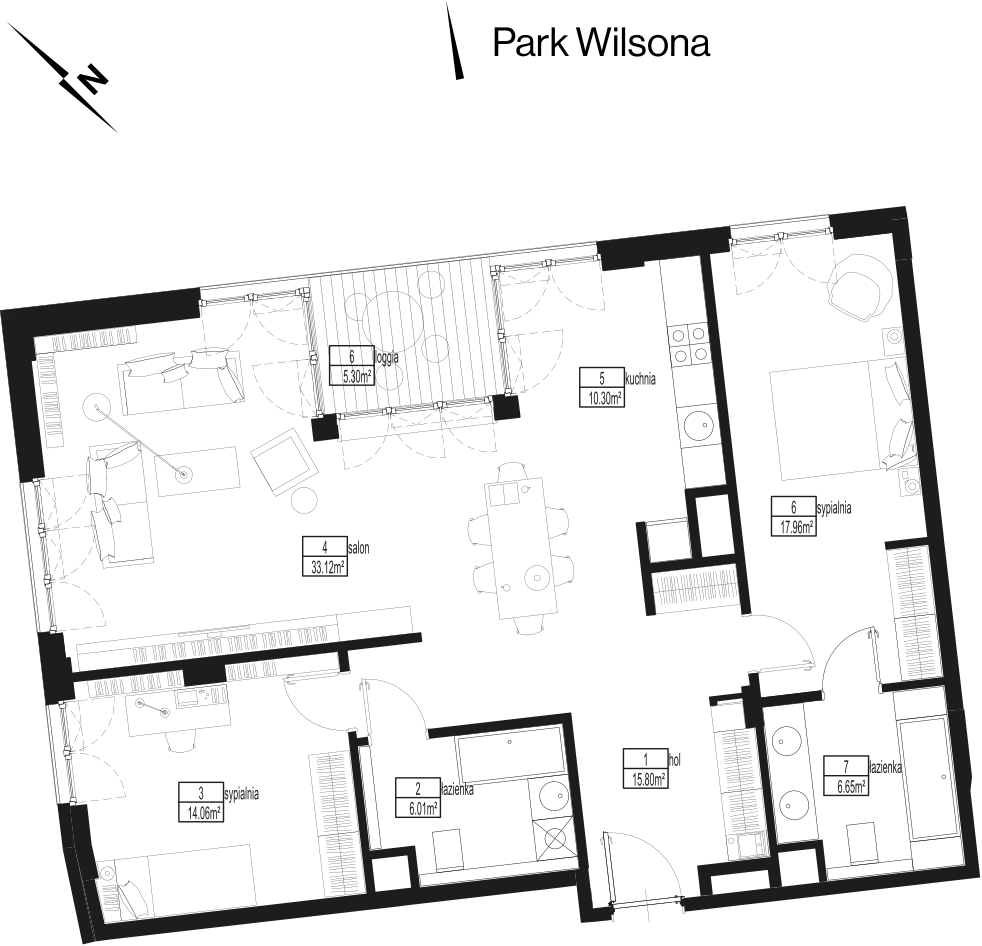 N
Park Wilsona
6 loggia
5.30m²
5 kuchnia
10.30m²
6 sypialnia
17.96m²
4 salon
33.12m²
1 hol
15.80m²
7 łazienka
6.65m²
2 łazienka
6.01m²
3 sypialnia
14.06m²